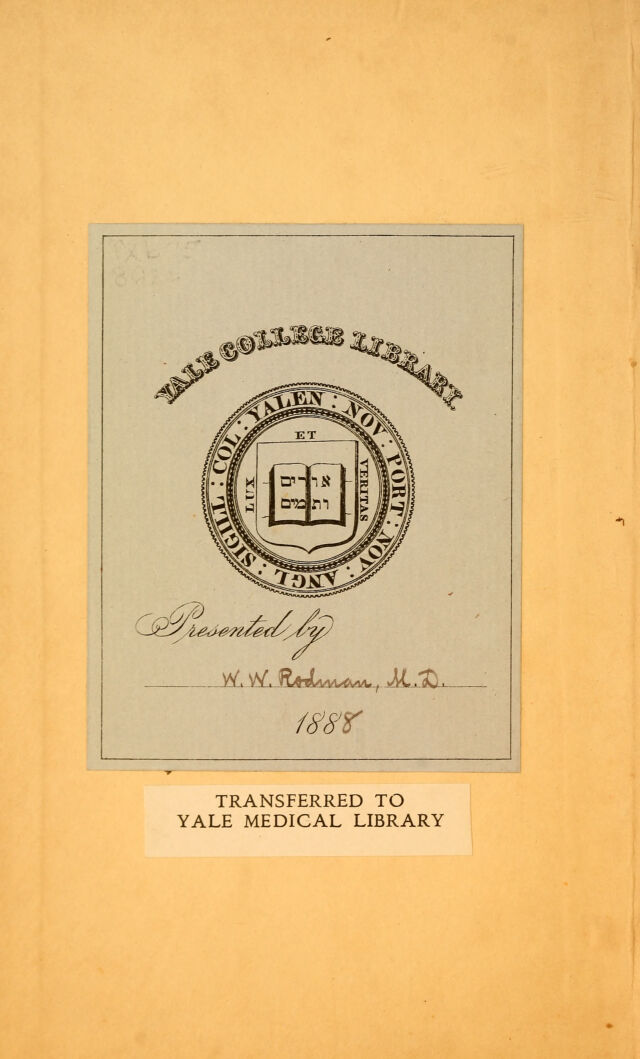 YALE COLLEGE LIBRARY.
SIGILL : COL : YALEN : NOV : PORT : NOV : ANGL :
LUX ET VERITAS
אורים
ותמים
Presented by
W. W. Rodman, M. D.
1888
TRANSFERRED TO
YALE MEDICAL LIBRARY